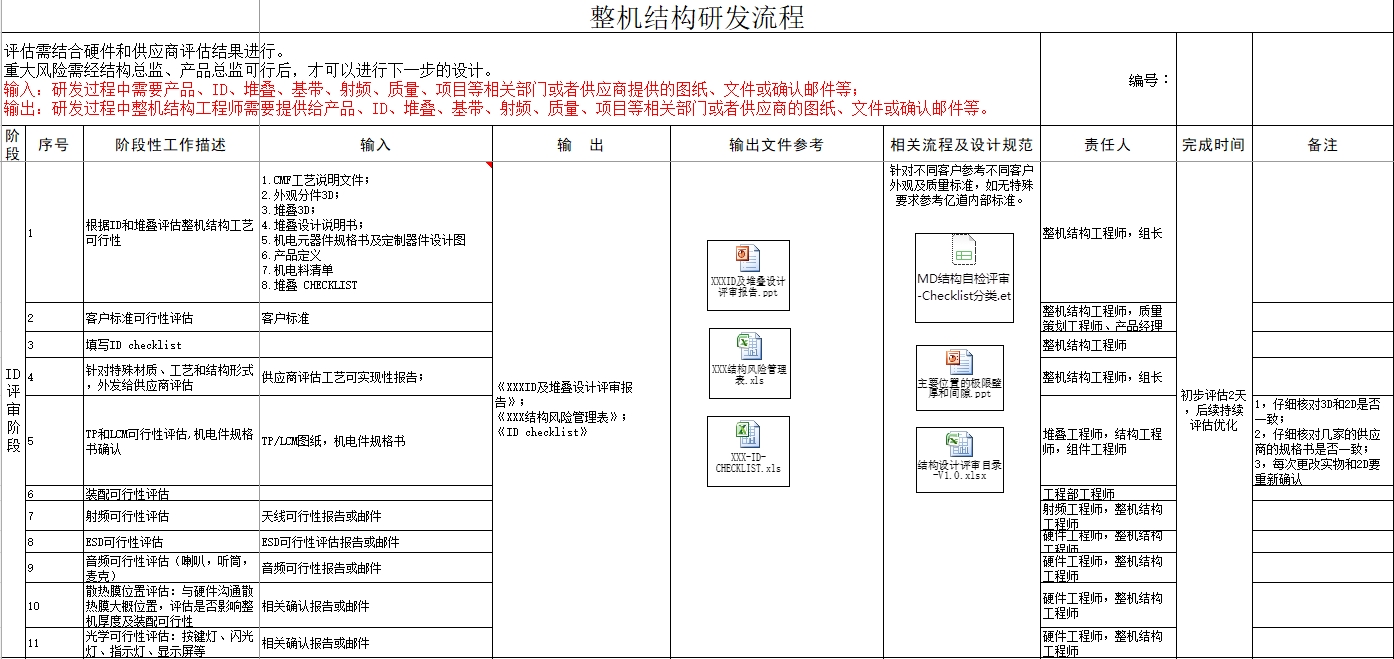 整机结构研发流程
评估需结合硬件和供应商评估结果进行。
重大风险需经结构总监、产品总监可行后，才可以进行下一步的设计。
输入：研发过程中需要产品、ID、堆叠、基带、射频、质量、项目等相关部门或者供应商提供的图纸、文件或确认邮件等；
输出：研发过程中整机结构工程师需要提供给产品、ID、堆叠、基带、射频、质量、项目等相关部门或者供应商的图纸、文件或确认邮件等。
编号：
阶段 序号 阶段性工作描述 输入 输 出 输出文件参考 相关流程及设计规范 责任人 完成时间 备注
ID评审阶段
1
根据ID和堆叠评估整机结构工艺
可行性
1.CMF工艺说明文件；
2.外观分件3D；
3.堆叠3D；
4.堆叠设计说明书；
5.机电元器件规格书及定制器件设计图
6.产品定义
7.机电料清单
8.堆叠 CHECKLIST
整机结构工程师，组长
2
客户标准可行性评估
客户标准
整机结构工程师，质量
策划工程师、产品经理
3
填写ID checklist
整机结构工程师
4
针对特殊材质、工艺和结构形式
，外发给供应商评估
供应商评估工艺可实现性报告；
整机结构工程师，组长
5
TP和LCM可行性评估,机电件规格
书确认
TP/LCM图纸，机电件规格书
堆叠工程师，结构工程
师，组件工程师
1，仔细核对3D和2D是否
一致；
2，仔细核对几家的供应
商的规格书是否一致；
3，每次更改实物和2D要
重新确认
6
装配可行性评估
工程部工程师
7
射频可行性评估
天线可行性报告或邮件
射频工程师，整机结构
工程师
8
ESD可行性评估
ESD可行性评估报告或邮件
硬件工程师，整机结构
工程师
9
音频可行性评估（喇叭，听筒，
麦克）
音频可行性报告或邮件
硬件工程师，整机结构
工程师
10
散热膜位置评估：与硬件沟通散
热膜大概位置，评估是否影响整
机厚度及装配可行性
相关确认报告或邮件
硬件工程师，整机结构
工程师
11
光学可行性评估：按键灯、闪光
灯、指示灯、显示屏等
相关确认报告或邮件
硬件工程师，整机结构
工程师
《XXXID及堆叠设计评审报
告》；
《XXX结构风险管理表》；
《ID checklist》
XXXID及堆叠设计
评审报告.ppt
XXX结构风险管理
表.xls
XXX-ID-
CHECKLIST.xls
针对不同客户参考不同客户
外观及质量标准，如无特殊
要求参考亿道内部标准。
MD结构自检评审
-Checklist分类.et
主要位置的极限壁
厚和间隙.ppt
结构设计评审目录
-V1.0.xlsx
初步评估2天
，后续持续
评估优化